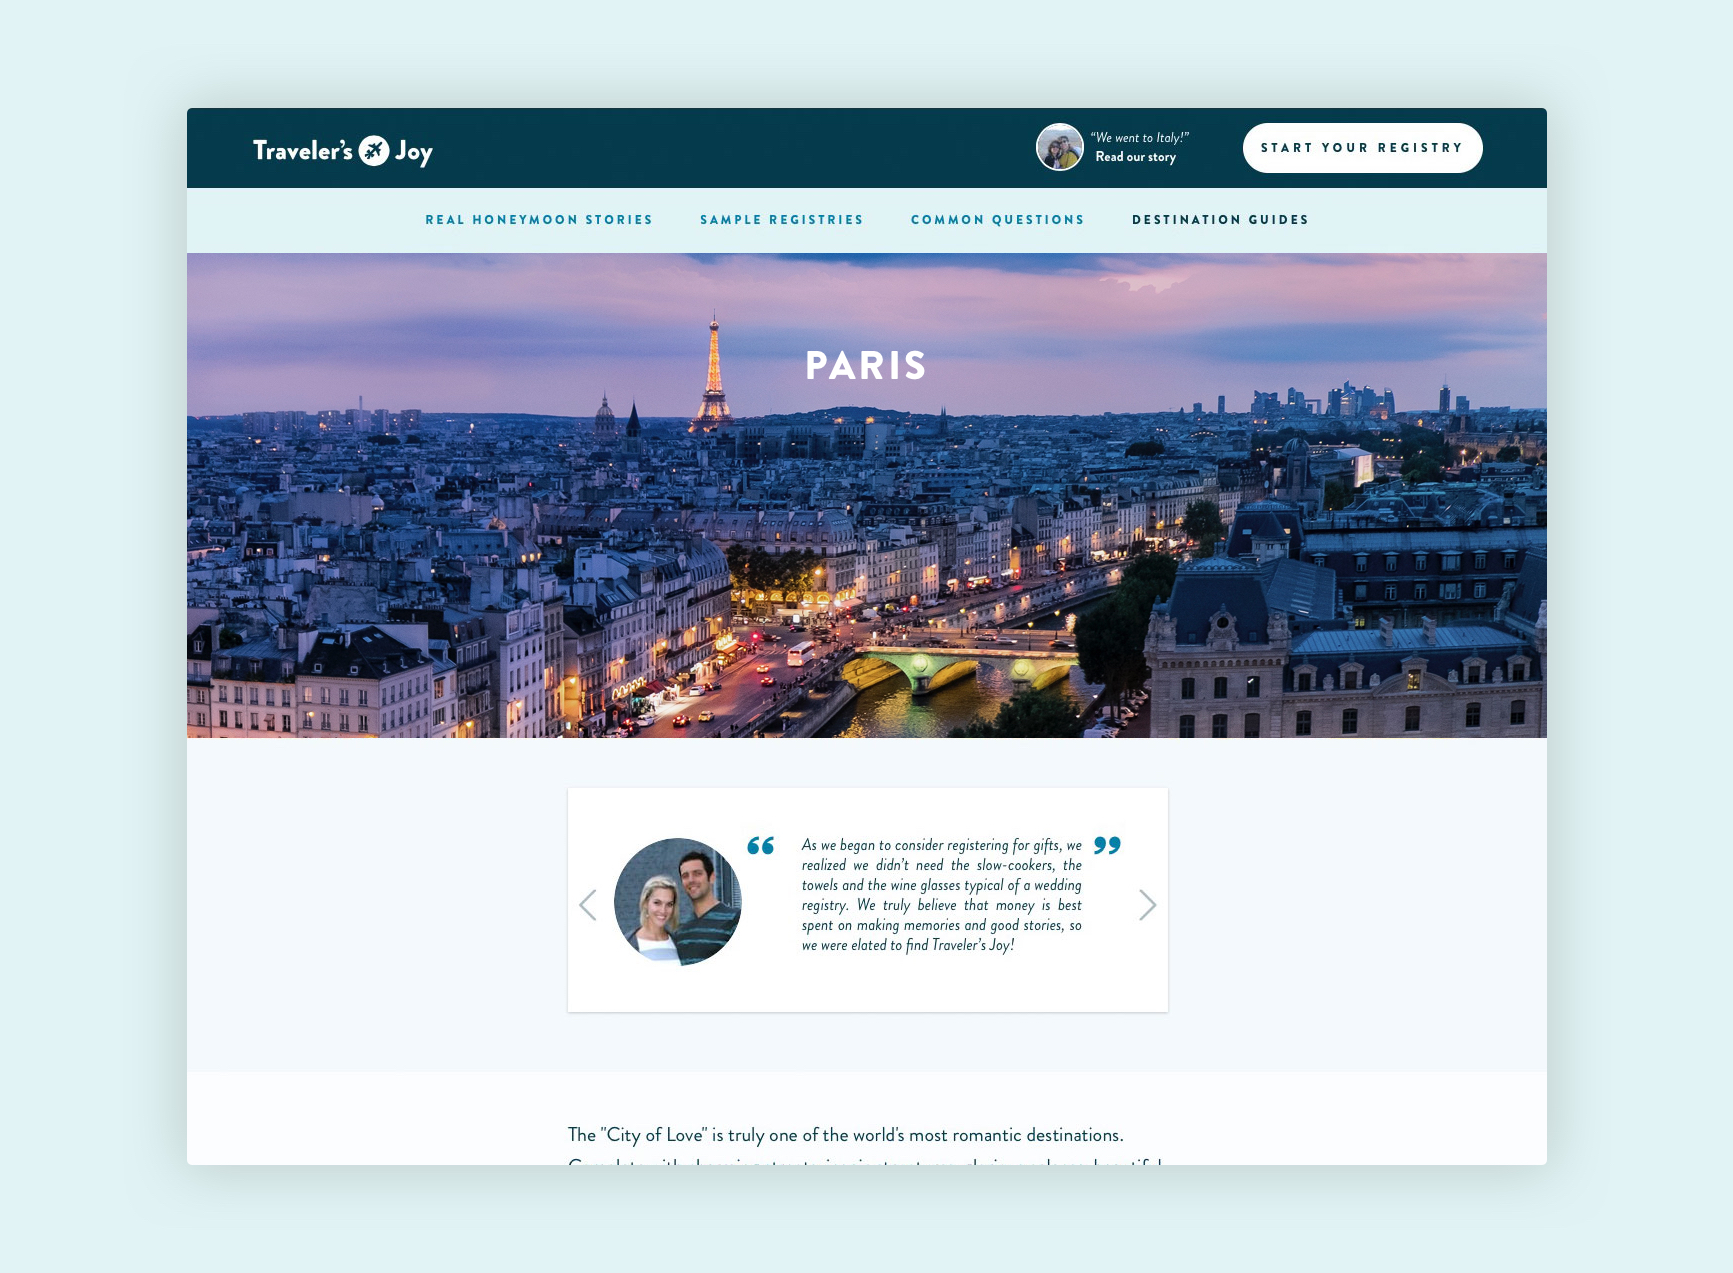 Traveler's Joy
“We went to Italy!”
Read our story
START YOUR REGISTRY
REAL HONEYMOON STORIES
SAMPLE REGISTRIES
COMMON QUESTIONS
DESTINATION GUIDES
PARIS
“ As we began to consider registering for gifts, we ”
realized we didn't need the slow-cookers, the
towels and the wine glasses typical of a wedding
registry. We truly believe that money is best
spent on making memories and good stories, so
we were elated to find Traveler's Joy!
The "City of Love" is truly one of the world's most romantic destinations.